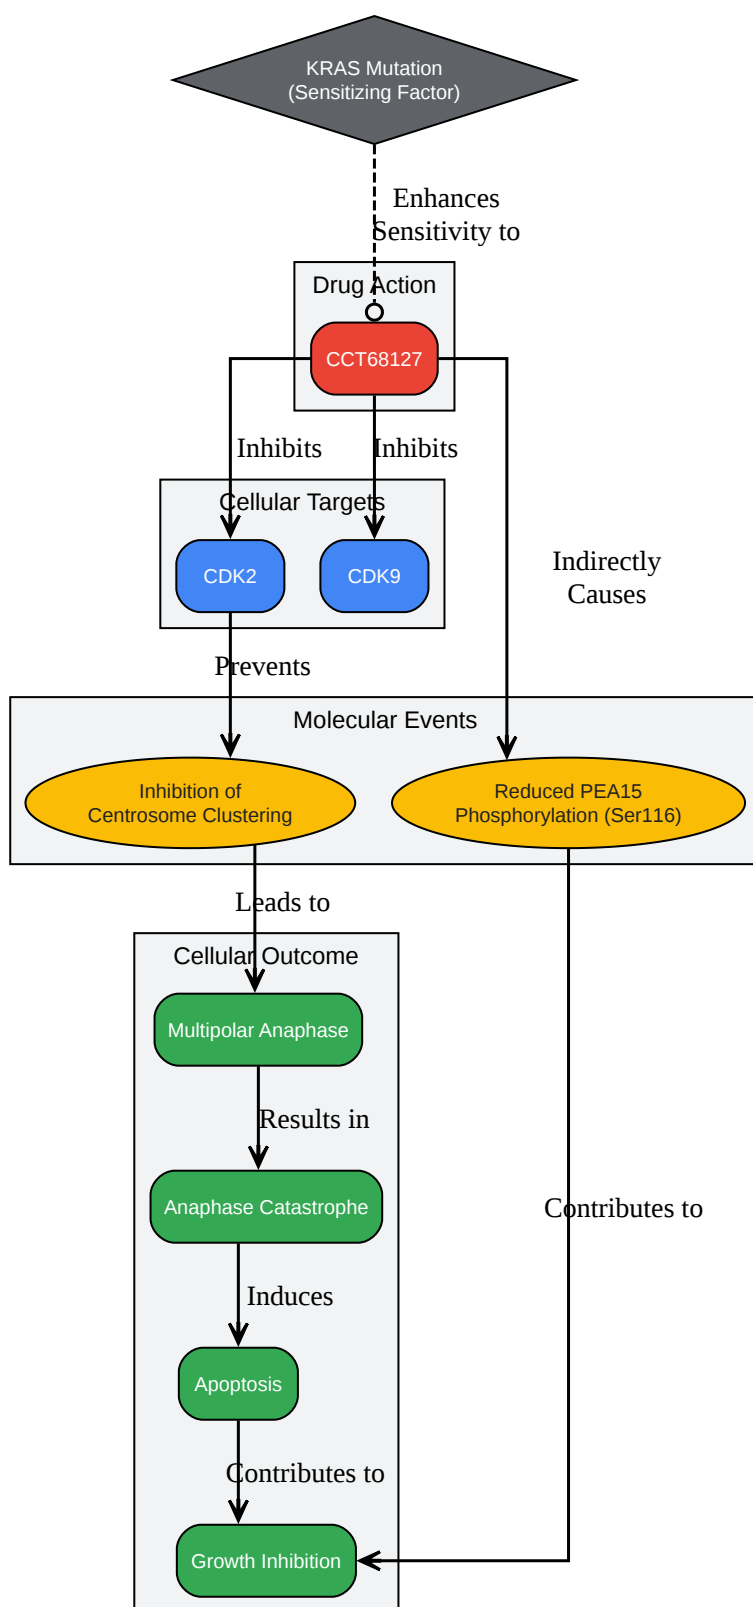 KRAS Mutation
(Sensitizing Factor)
Enhances
Sensitivity to
Drug Action
CCT68127
Inhibits
Inhibits
Cellular Targets
CDK2
CDK9
Indirectly
Causes
Prevents
Molecular Events
Inhibition of
Centrosome Clustering
Reduced PEA15
Phosphorylation (Ser116)
Leads to
Cellular Outcome
Multipolar Anaphase
Results in
Anaphase Catastrophe
Contributes to
Induces
Apoptosis
Contributes to
Growth Inhibition